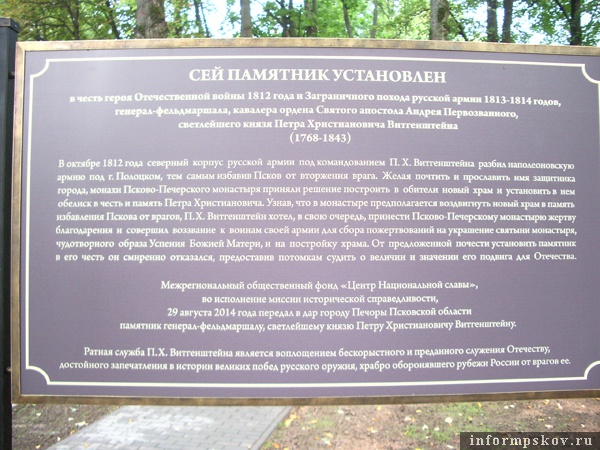 СЕЙ ПАМЯТНИК УСТАНОВЛЕН
в честь героя Отечественной войны 1812 года и Заграничного похода русской армии 1813-1814 годов,
генерал-фельдмаршала, кавалера ордена Святого апостола Андрея Первозванного,
светлейшего князя Петра Христиановича Витгенштейна
(1768-1843)
В октябре 1812 года северный корпус русской армии под командованием П. Х. Витгенштейна разбил наполеоновскую
армию под г. Полоцком, тем самым избавив Псков от вторжения врага. Желая почтить и прославить имя защитника
города, монахи Псково-Печерского монастыря приняли решение построить в обители новый храм и установить в нем
обелиск в честь и память Петра Христиановича. Узнав, что в монастыре предполагается воздвигнуть новый храм в память
избавления Пскова от врагов, П.Х. Витгенштейн хотел, в свою очередь, принести Псково-Печерскому монастырю жертву
благодарения и совершил воззвание к воинам своей армии для сбора пожертвований на украшение святыни монастыря,
чудотворного образа Успения Божией Матери, и на постройку храма. От предложенной почести установить памятник
в его честь он смиренно отказался, предоставив потомкам судить о величии и значении его подвига для Отечества.
Межрегиональный общественный фонд «Центр Национальной славы»,
во исполнение миссии исторической справедливости,
29 августа 2014 года передал в дар городу Печоры Псковской области
памятник генерал-фельдмаршалу, светлейшему князю Петру Христиановичу Витгенштейну.
Ратная служба П.Х. Витгенштейна является воплощением бескорыстного и преданного служения Отечеству,
достойного запечатления в истории великих побед русского оружия, храбро оборонявшего рубежи России от врагов ее.
informpskov.ru